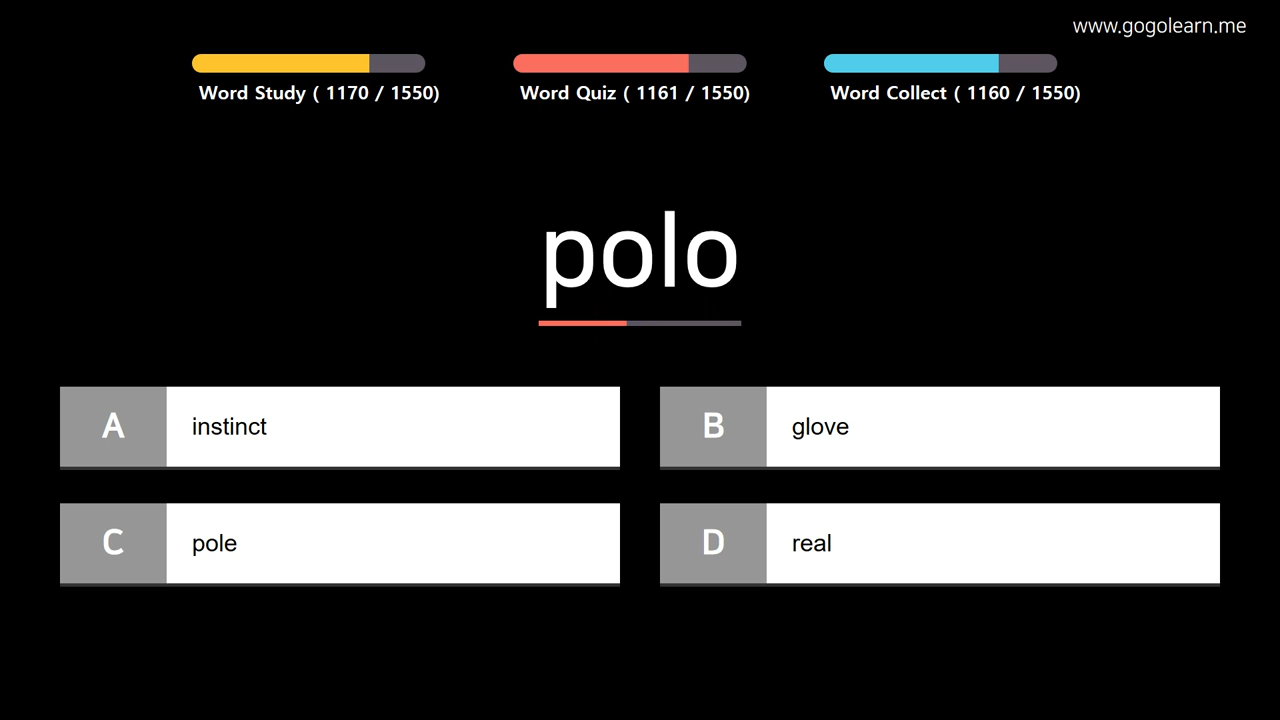 www.gogolearn.me
Word Study ( 1170 / 1550)
Word Quiz ( 1161 / 1550)
Word Collect ( 1160 / 1550)
polo
A instinct
B glove
C pole
D real